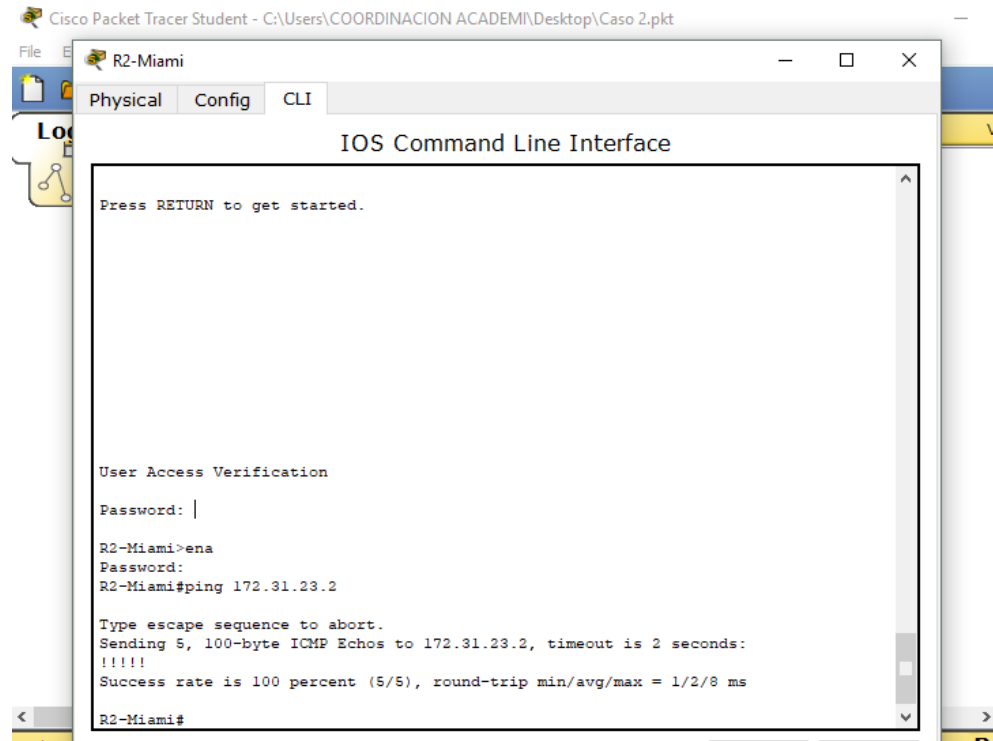 Cisco Packet Tracer Student - C:\Users\COORDINACION ACADEMI\Desktop\Caso 2.pkt
File E
R2-Miami
Physical Config CLI
Log
IOS Command Line Interface
Press RETURN to get started.
User Access Verification
Password:
R2-Miami>ena
Password:
R2-Miami#ping 172.31.23.2
Type escape sequence to abort.
Sending 5, 100-byte ICMP Echos to 172.31.23.2, timeout is 2 seconds:
!!!!!
Success rate is 100 percent (5/5), round-trip min/avg/max = 1/2/8 ms
R2-Miami#